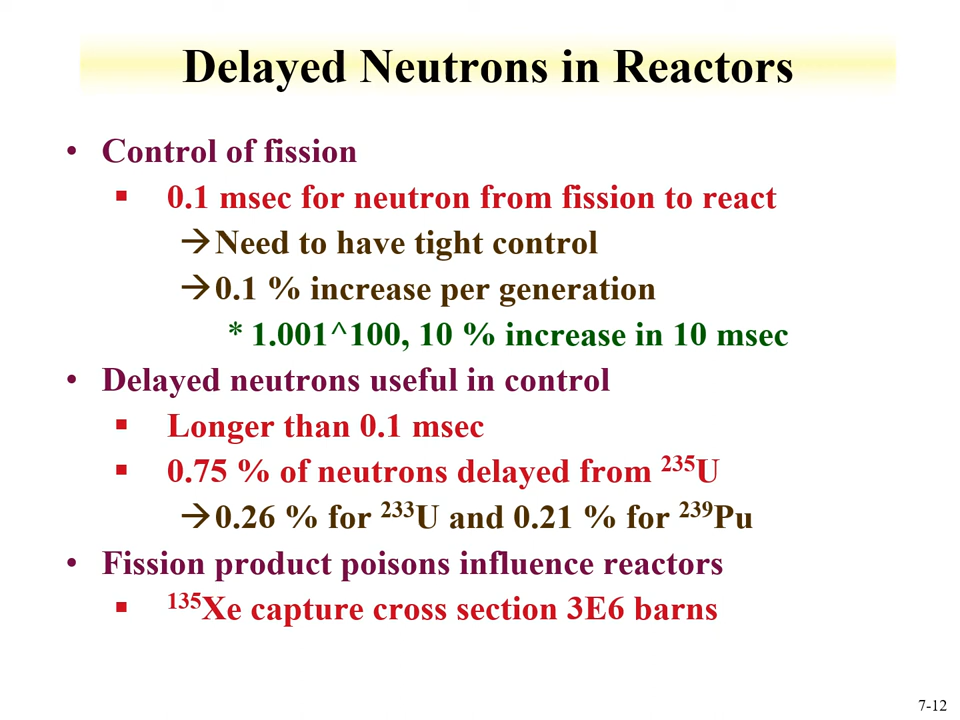 Delayed Neutrons in Reactors
• Control of fission
▪ 0.1 msec for neutron from fission to react
→Need to have tight control
→0.1 % increase per generation
* 1.001^100, 10 % increase in 10 msec
• Delayed neutrons useful in control
▪ Longer than 0.1 msec
▪ 0.75 % of neutrons delayed from ²³⁵U
→0.26 % for ²³³U and 0.21 % for ²³⁹Pu
• Fission product poisons influence reactors
▪ ¹³⁵Xe capture cross section 3E6 barns
7-12